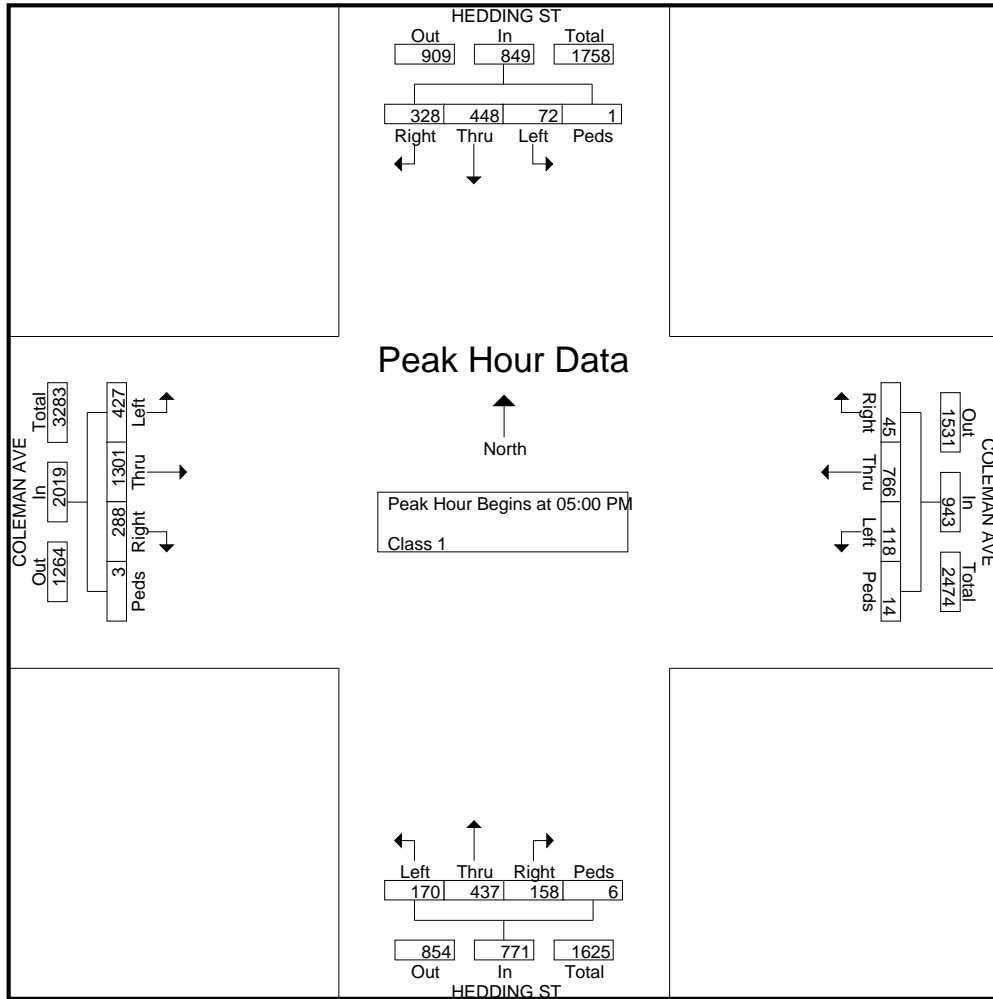 HEDDING ST
Out In Total
909 849 1758
328 448 72 1
Right Thru Left Peds
Peak Hour Data
North
Peak Hour Begins at 05:00 PM
Class 1
COLEMAN AVE
Total In Out
3283 2019 1264
427 1301 288 3
Left Thru Right Peds
COLEMAN AVE
Out In Total
1531 943 2474
45 766 118 14
Right Thru Left Peds
Left Thru Right Peds
170 437 158 6
854 771 1625
Out In Total
HEDDING ST